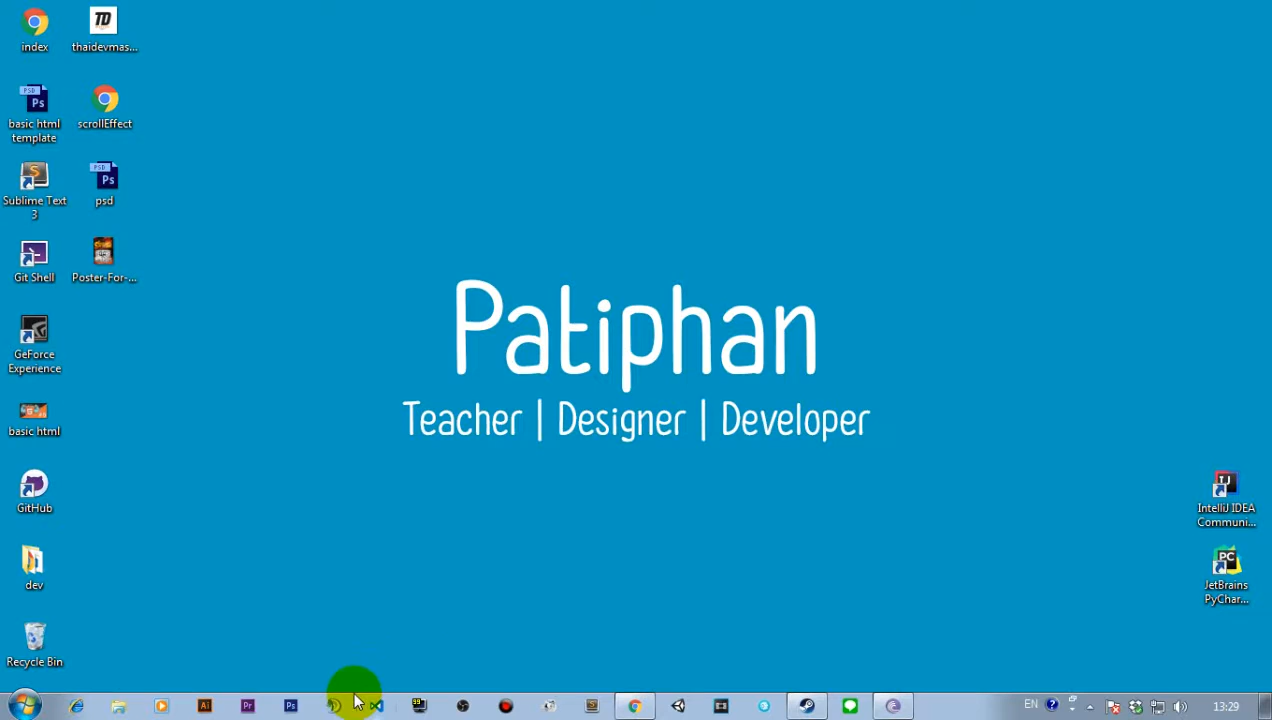 index
thaidevmas...
basic html
template
scrollEffect
Sublime Text
3
psd
Git Shell
Poster-For-...
GeForce
Experience
basic html
GitHub
dev
Recycle Bin
Patiphan
Teacher | Designer | Developer
IntelliJ IDEA
Communi...
JetBrains
PyChar...
EN
13:29